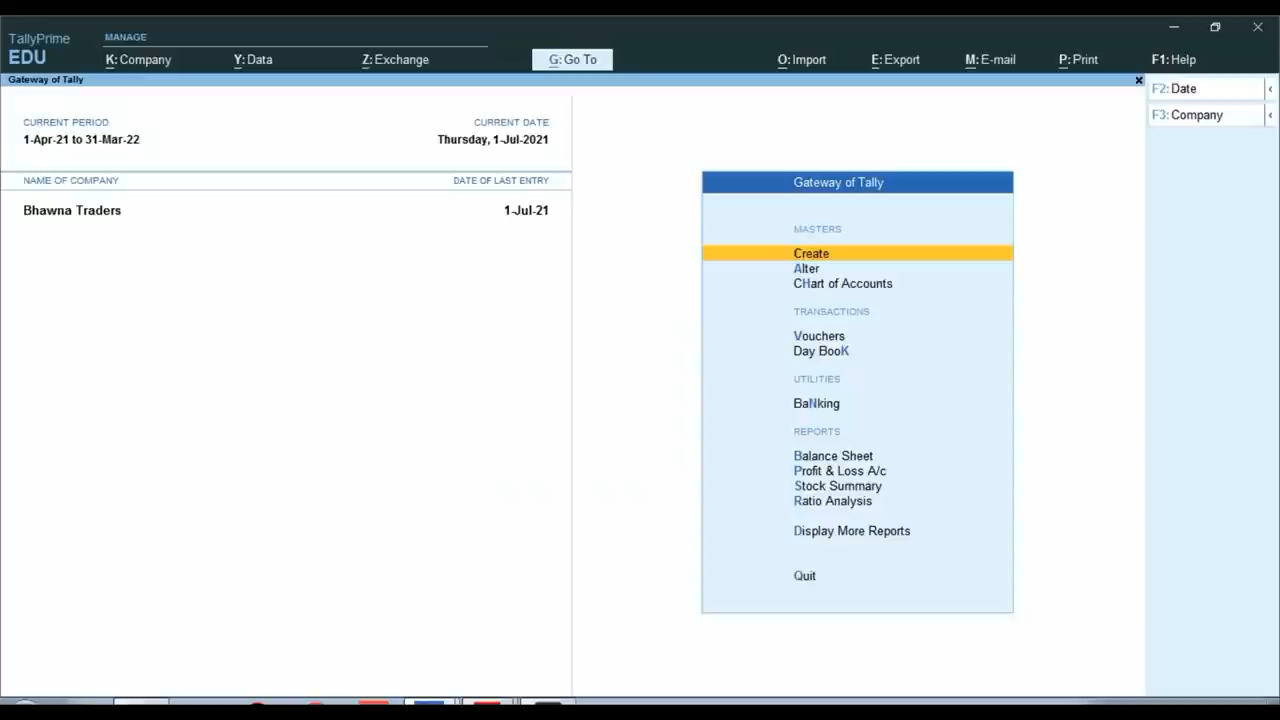 TallyPrime
EDU
MANAGE
K: Company
Y: Data
Z: Exchange
G: Go To
O: Import
E: Export
M: E-mail
P: Print
F1: Help
Gateway of Tally
F2: Date
F3: Company
CURRENT PERIOD
CURRENT DATE
1-Apr-21 to 31-Mar-22
Thursday, 1-Jul-2021
NAME OF COMPANY
DATE OF LAST ENTRY
Bhawna Traders
1-Jul-21
Gateway of Tally
MASTERS
Create
Alter
CHart of Accounts
TRANSACTIONS
Vouchers
Day BooK
UTILITIES
BaNking
REPORTS
Balance Sheet
Profit & Loss A/c
Stock Summary
Ratio Analysis
Display More Reports
Quit